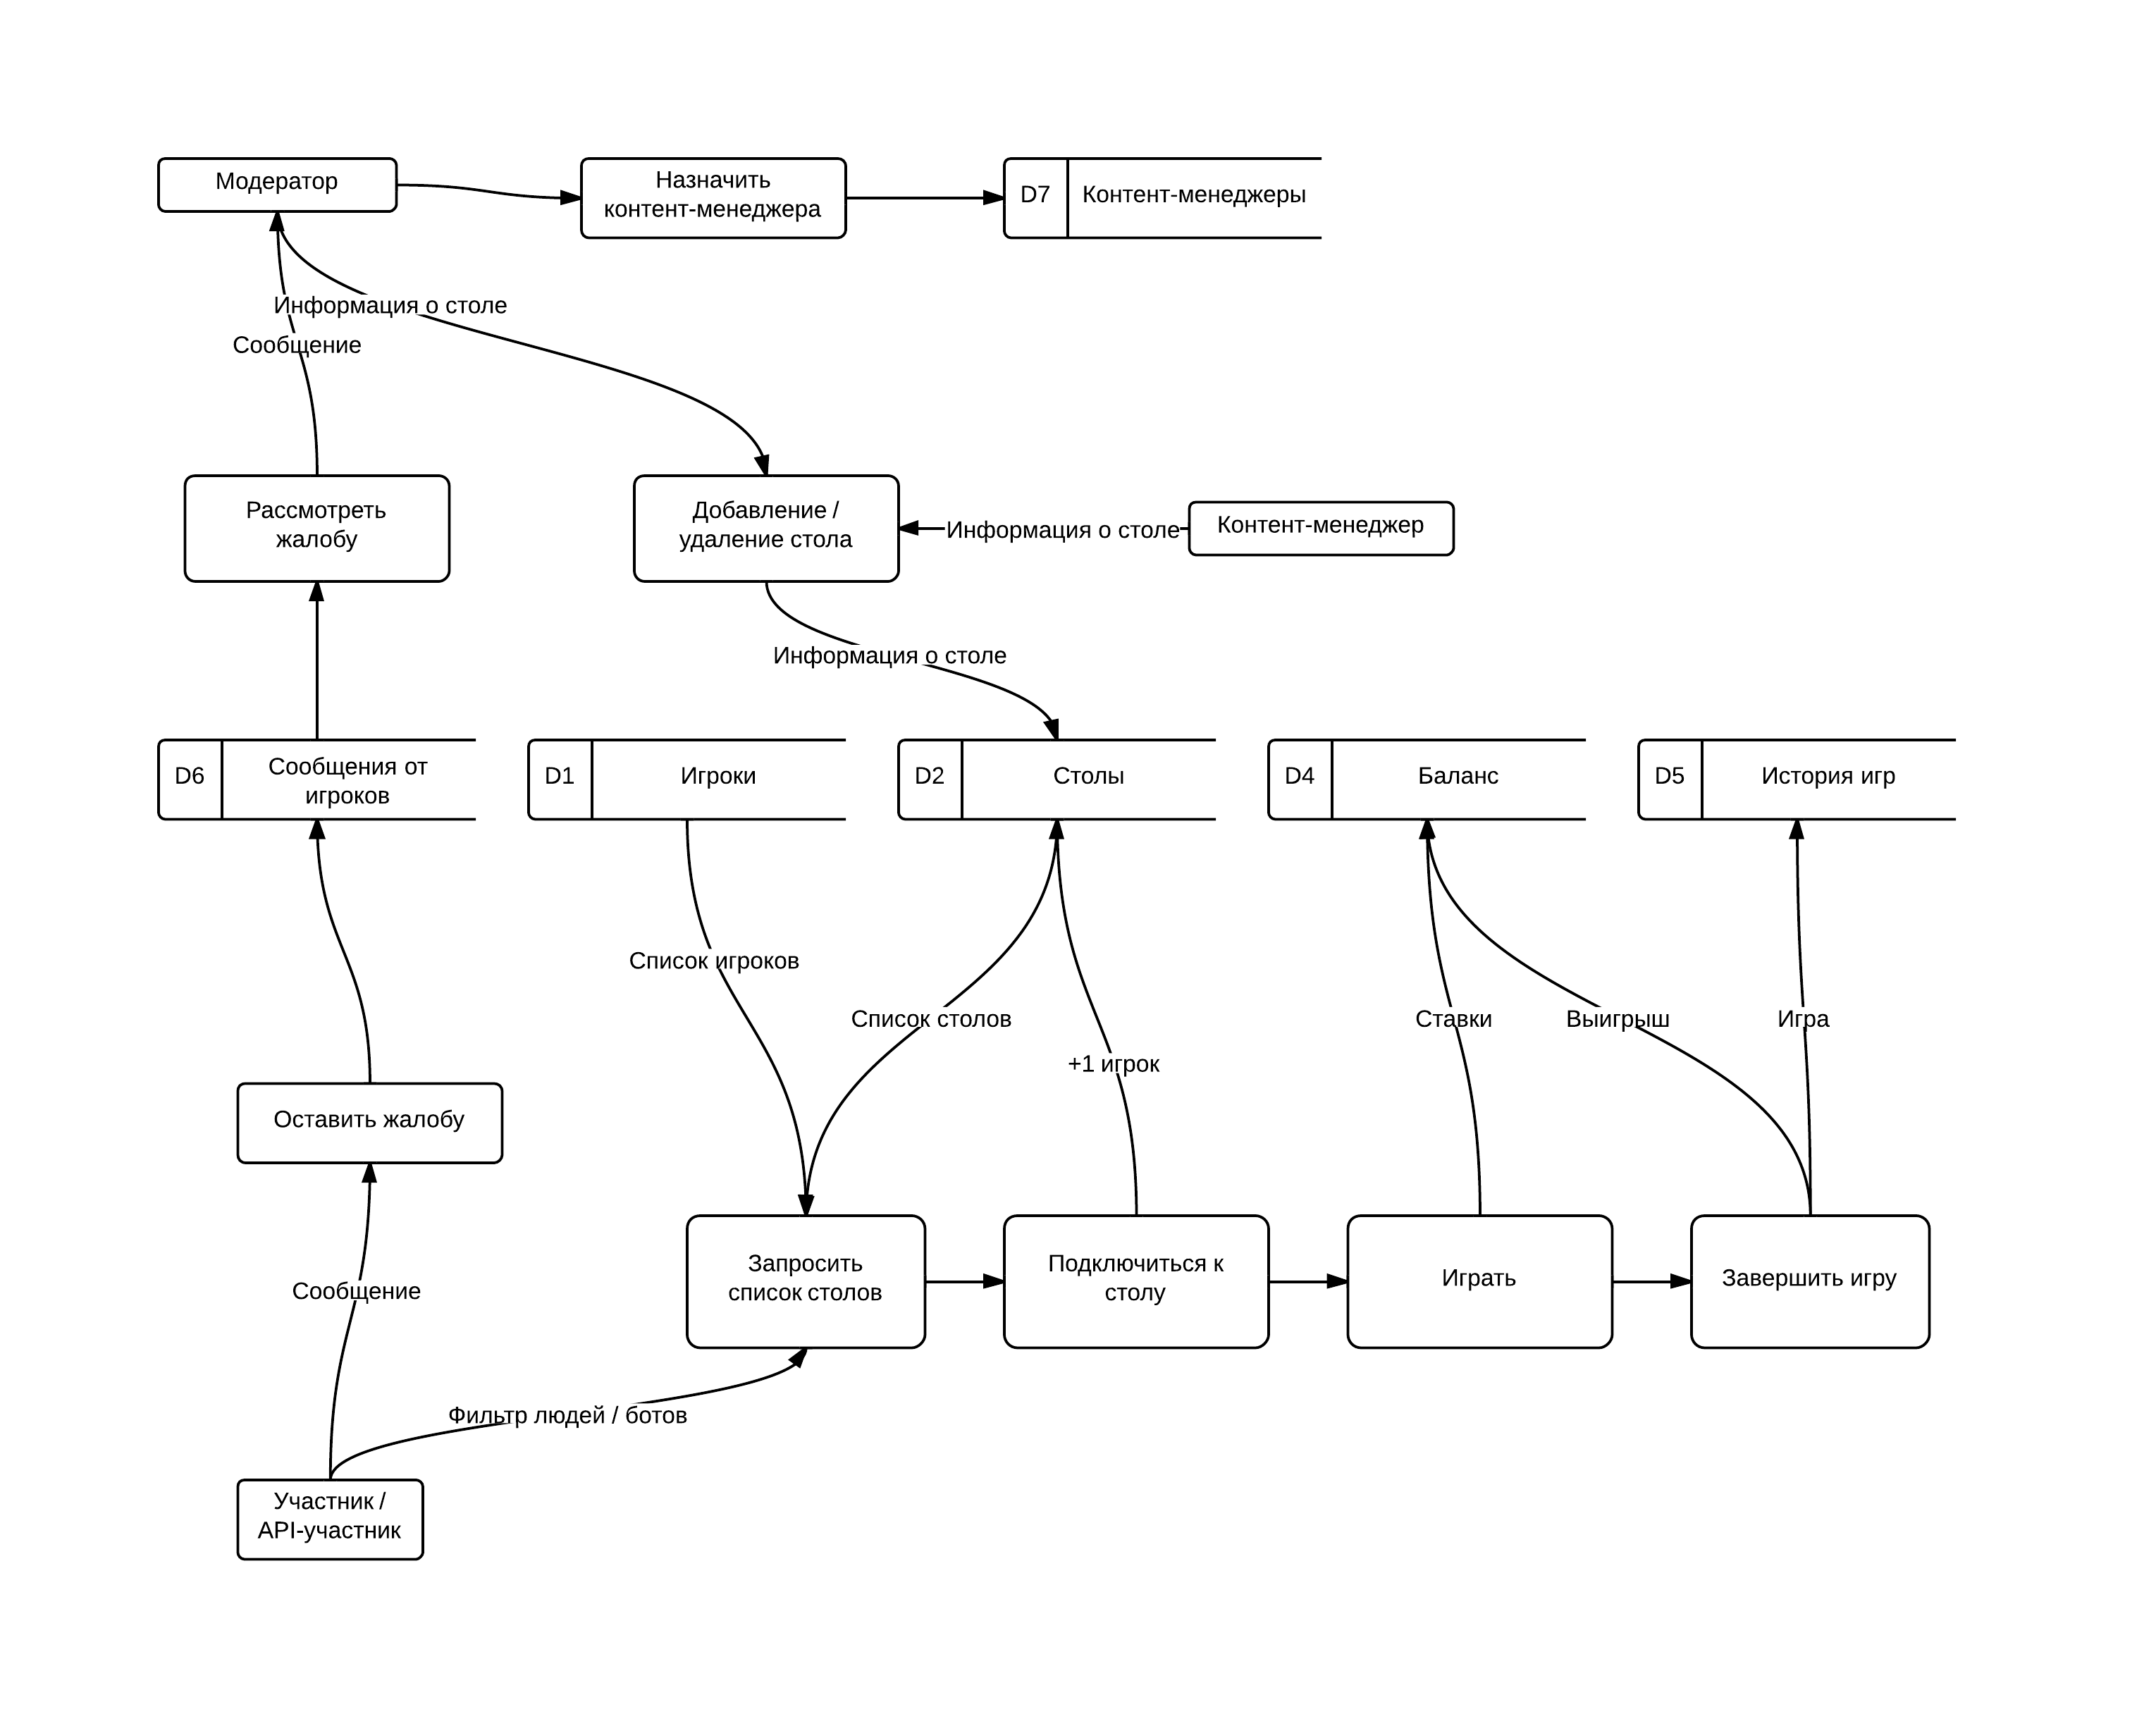 Модератор
Назначить
контент-менеджера
D7
Контент-менеджеры
Информация о столе
Сообщение
Рассмотреть
жалобу
Добавление /
удаление стола
Информация о столе
Контент-менеджер
Информация о столе
D6
Сообщения от
игроков
D1
Игроки
D2
Столы
D4
Баланс
D5
История игр
Список игроков
Список столов
+1 игрок
Ставки
Выигрыш
Игра
Оставить жалобу
Сообщение
Запросить
список столов
Подключиться к
столу
Играть
Завершить игру
Фильтр людей / ботов
Участник /
API-участник